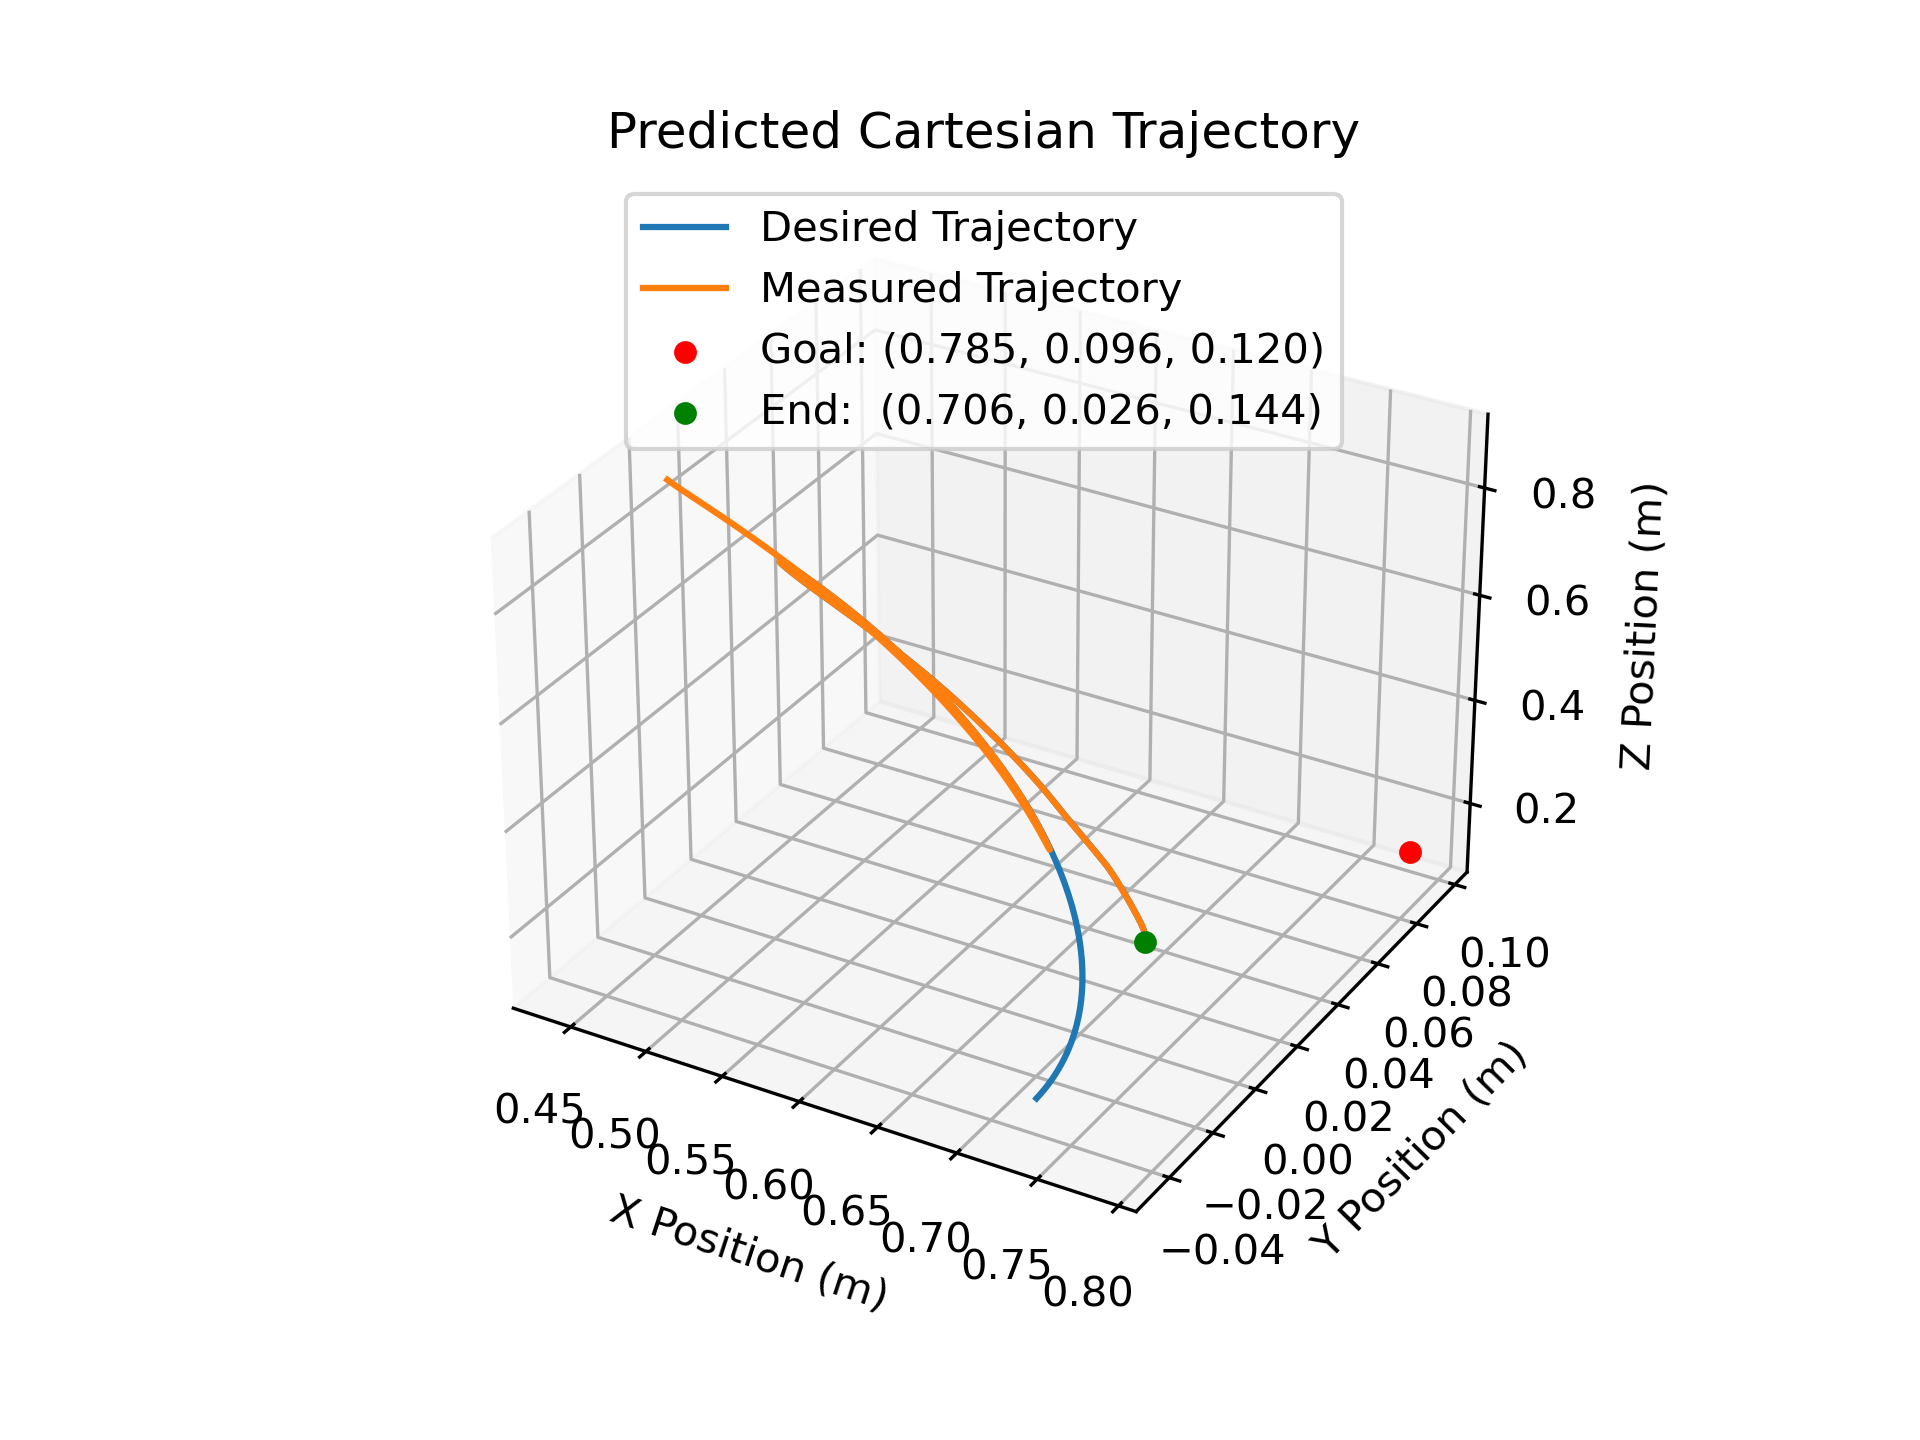 Predicted Cartesian Trajectory
Desired Trajectory
Measured Trajectory
Goal: (0.785, 0.096, 0.120)
End:  (0.706, 0.026, 0.144)
0.8
0.6
0.4
0.2
Z Position (m)
0.10
0.08
0.06
0.04
0.02
0.00
−0.02
−0.04
Y Position (m)
0.45
0.50
0.55
0.60
0.65
0.70
0.75
0.80
X Position (m)